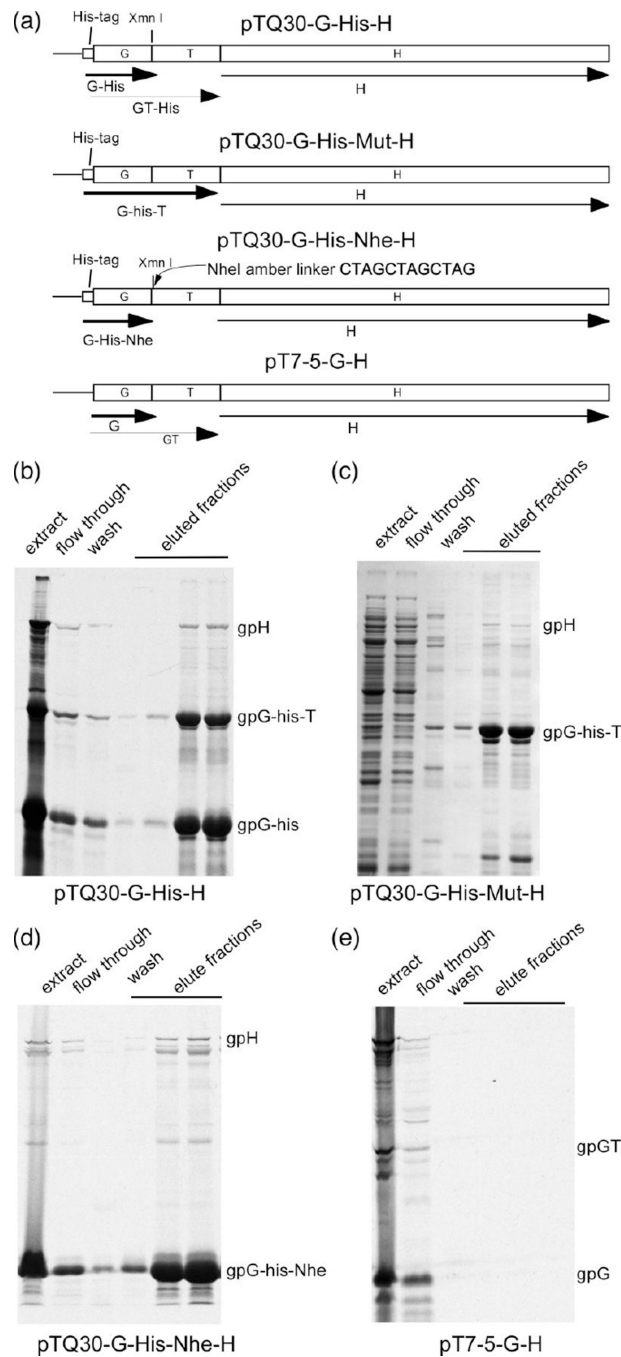 (a)
pTQ30-G-His-H
His-tag
Xmn I
G
T
H
G-His
GT-His
H
pTQ30-G-His-Mut-H
His-tag
G
T
H
G-his-T
H
pTQ30-G-His-Nhe-H
His-tag
Xmn I
NheI amber linker CTAGCTAGCTAG
G
T
H
G-His-Nhe
H
pT7-5-G-H
G
T
H
G
GT
H
(b)
extract
flow through
wash
eluted fractions
gpH
gpG-his-T
gpG-his
pTQ30-G-His-H
(c)
extract
flow through
wash
eluted fractions
gpH
gpG-his-T
pTQ30-G-His-Mut-H
(d)
extract
flow through
wash
elute fractions
gpH
gpG-his-Nhe
pTQ30-G-His-Nhe-H
(e)
extract
flow through
wash
elute fractions
gpGT
gpG
pT7-5-G-H